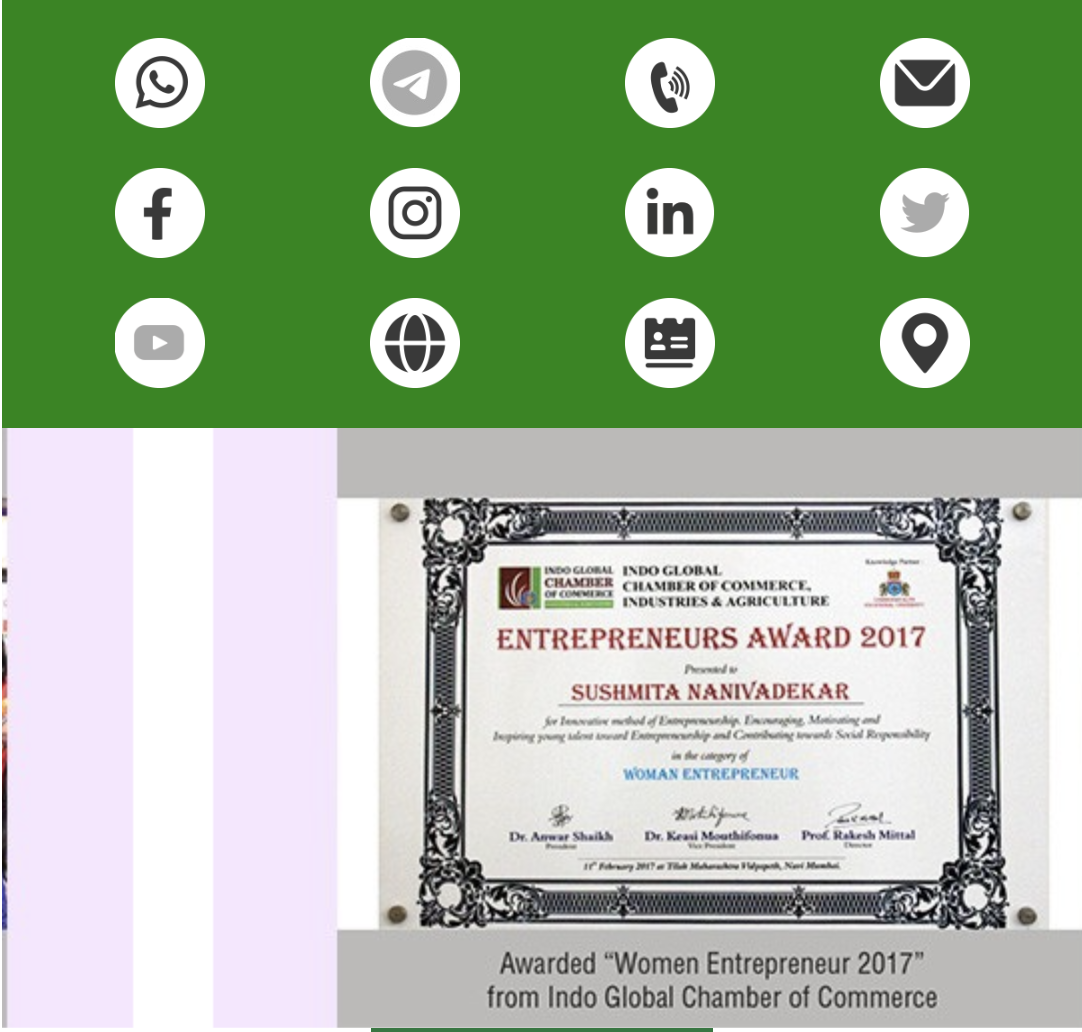 INDO GLOBAL
CHAMBER
OF COMMERCE
INDO GLOBAL
CHAMBER OF COMMERCE,
INDUSTRIES & AGRICULTURE
Knowledge Partner
ENTREPRENEURS AWARD 2017
Presented to
SUSHMITA NANIVADEKAR
for Innovative method of Entrepreneurship, Encouraging, Motivating and
Inspiring young talent toward Entrepreneurship and Contributing towards Social Responsibility
in the category of
WOMAN ENTREPRENEUR
Dr. Anwar Shaikh
President
Dr. Keasi Mouthifonua
Vice President
Prof. Rakesh Mittal
Director
11th February 2017 at Tilak Maharashtra Vidyapeth, Navi Mumbai.
Awarded “Women Entrepreneur 2017”
from Indo Global Chamber of Commerce